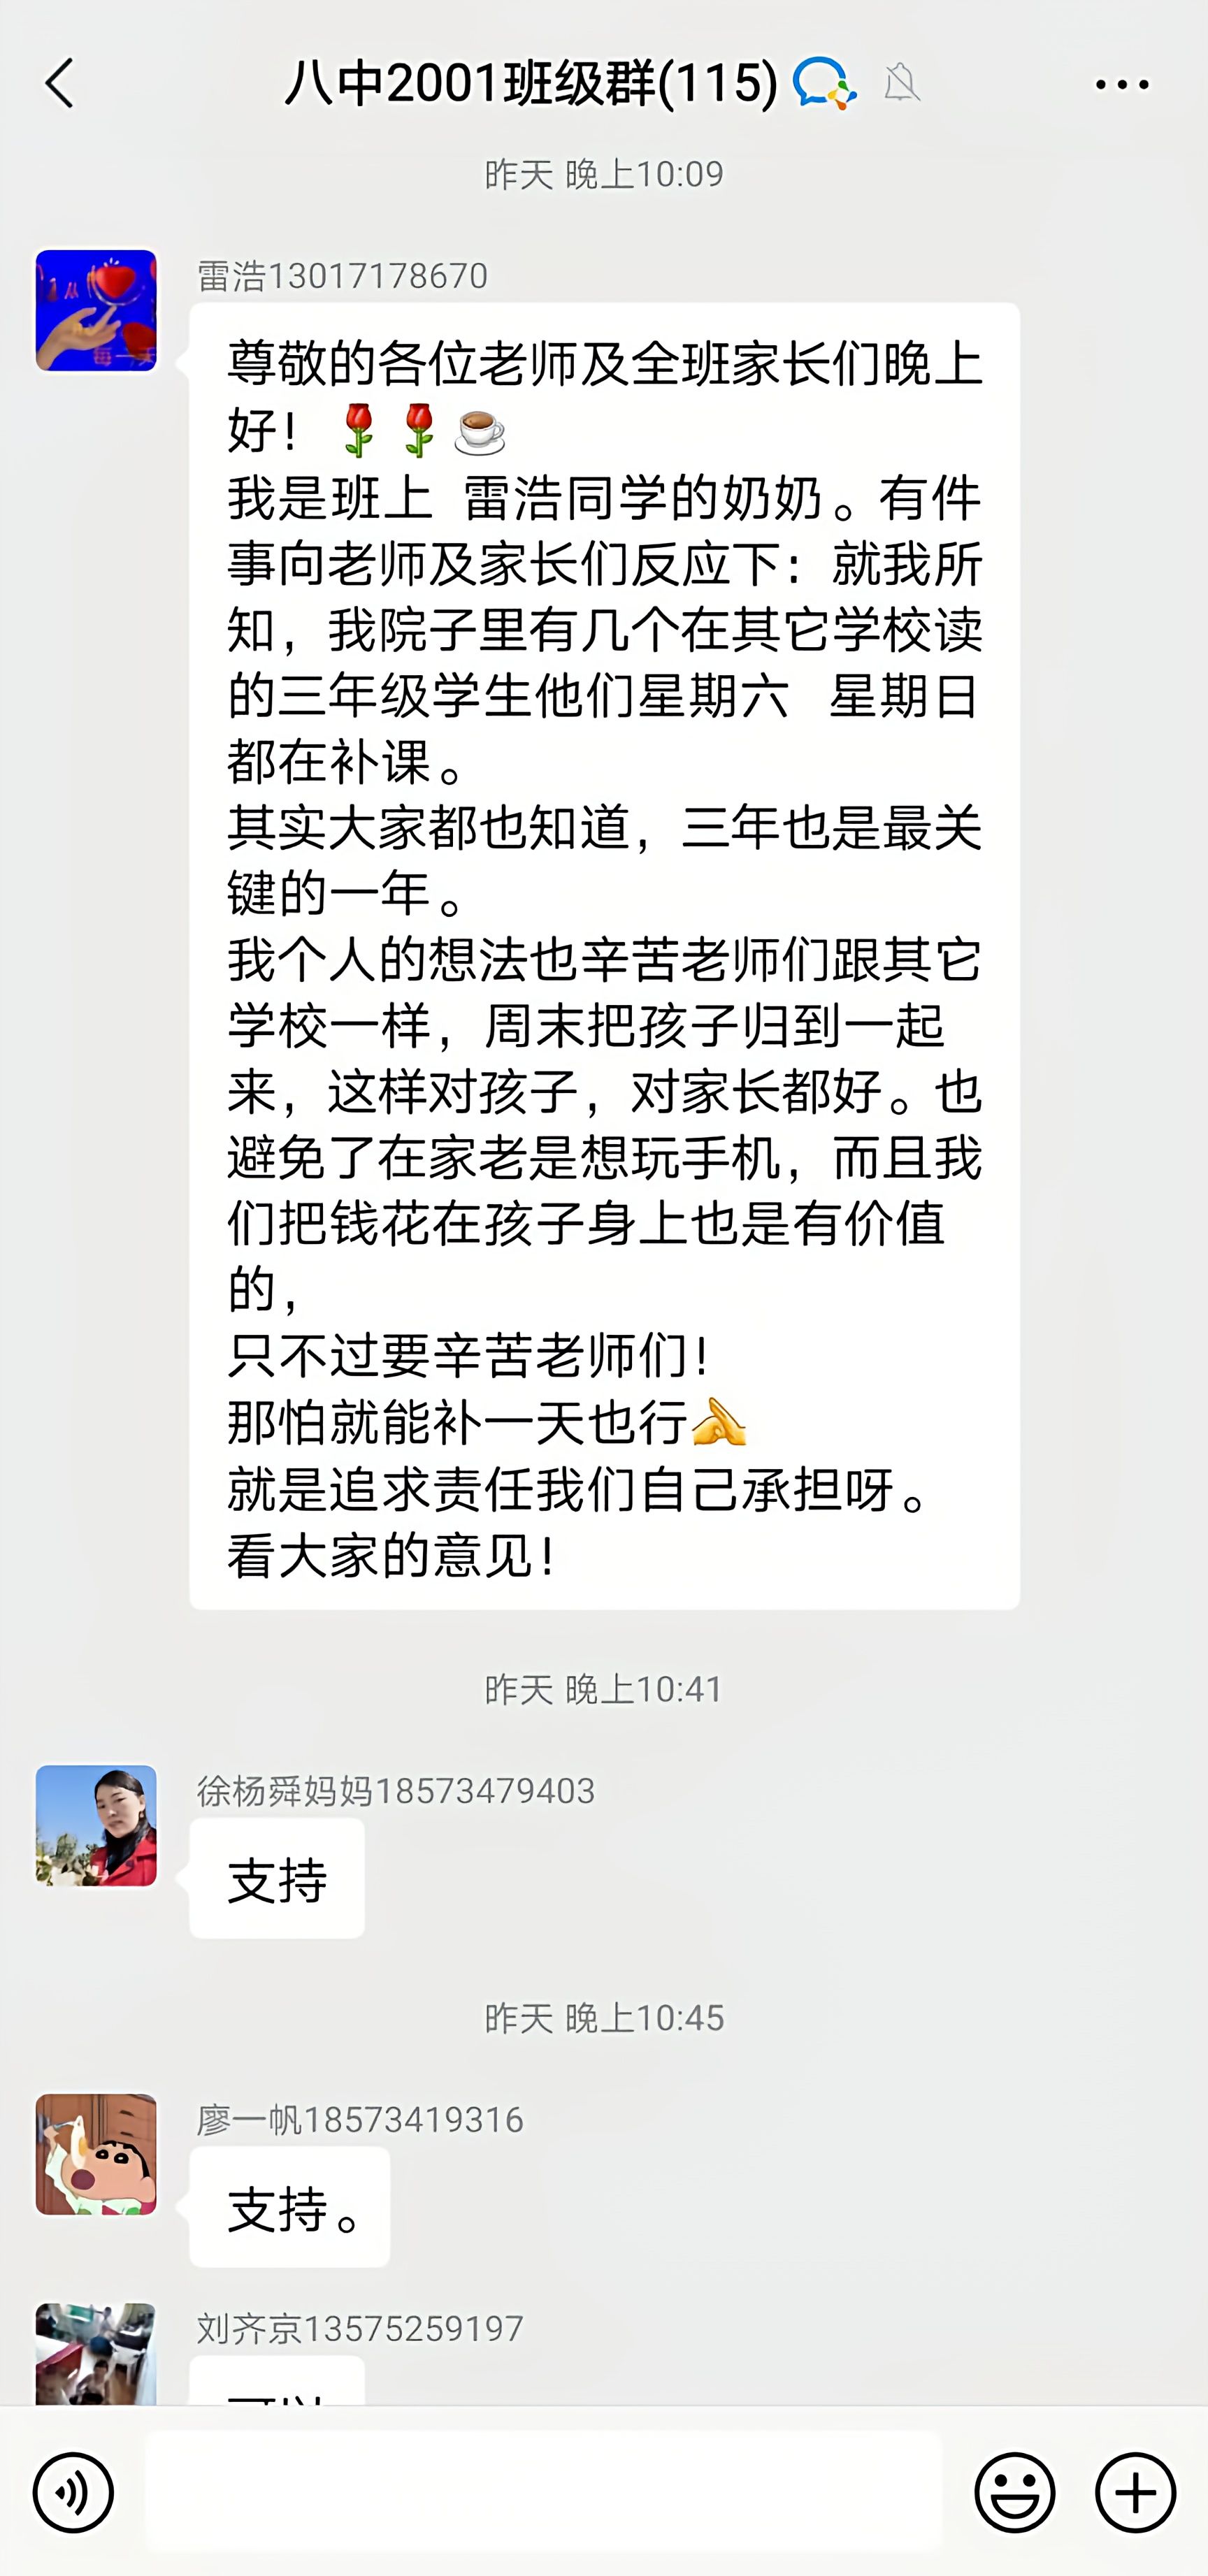 八中2001班级群(115)
昨天 晚上10:09
雷浩13017178670
尊敬的各位老师及全班家长们晚上
好！🌹🌹☕
我是班上 雷浩同学的奶奶。有件
事向老师及家长们反应下：就我所
知，我院子里有几个在其它学校读
的三年级学生他们星期六 星期日
都在补课。
其实大家都也知道，三年也是最关
键的一年。
我个人的想法也辛苦老师们跟其它
学校一样，周末把孩子归到一起
来，这样对孩子，对家长都好。也
避免了在家老是想玩手机，而且我
们把钱花在孩子身上也是有价值
的，
只不过要辛苦老师们！
那怕就能补一天也行
就是追求责任我们自己承担呀。
看大家的意见！
昨天 晚上10:41
徐杨舜妈妈18573479403
支持
昨天 晚上10:45
廖一帆18573419316
支持。
刘齐京13575259197